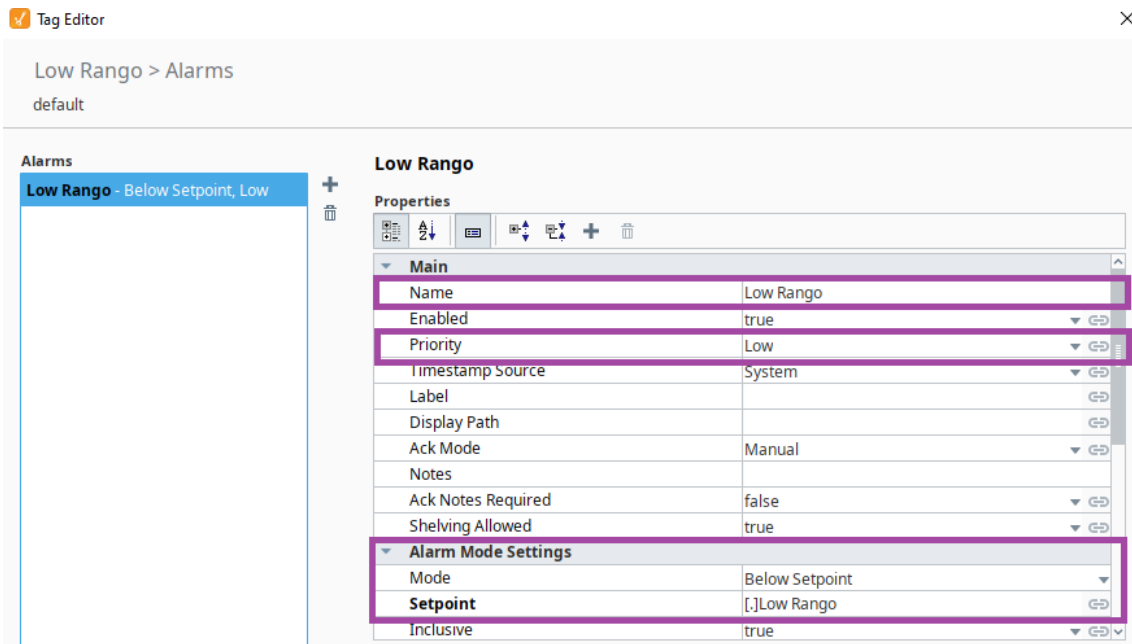 Tag Editor
Low Rango > Alarms
default
Alarms
Low Rango - Below Setpoint, Low
Low Rango
Properties
Main
Name Low Rango
Enabled true
Priority Low
Timestamp Source System
Label
Display Path
Ack Mode Manual
Notes
Ack Notes Required false
Shelving Allowed true
Alarm Mode Settings
Mode Below Setpoint
Setpoint [.]Low Rango
Inclusive true